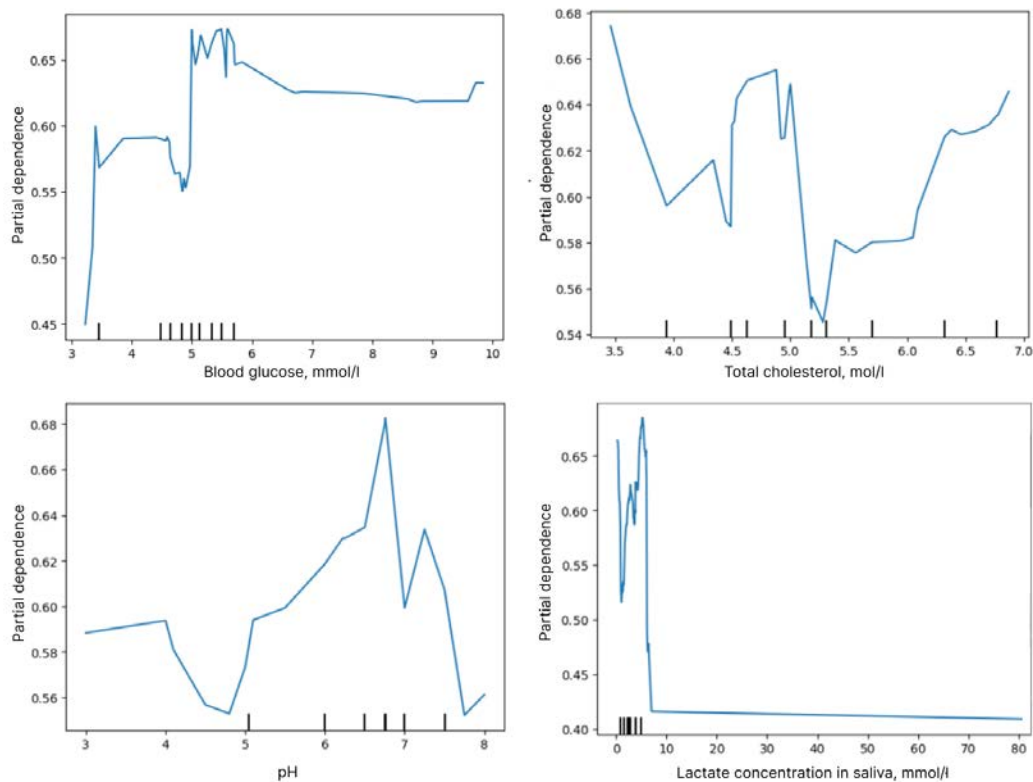 Partial dependence
0.65
0.60
0.55
0.50
0.45
3 4 5 6 7 8 9 10
Blood glucose, mmol/l
Partial dependence
0.68
0.66
0.64
0.62
0.60
0.58
0.56
0.54
3.5 4.0 4.5 5.0 5.5 6.0 6.5 7.0
Total cholesterol, mol/l
Partial dependence
0.68
0.66
0.64
0.62
0.60
0.58
0.56
3 4 5 6 7 8
pH
Partial dependence
0.65
0.60
0.55
0.50
0.45
0.40
0 10 20 30 40 50 60 70 80
Lactate concentration in saliva, mmol/l